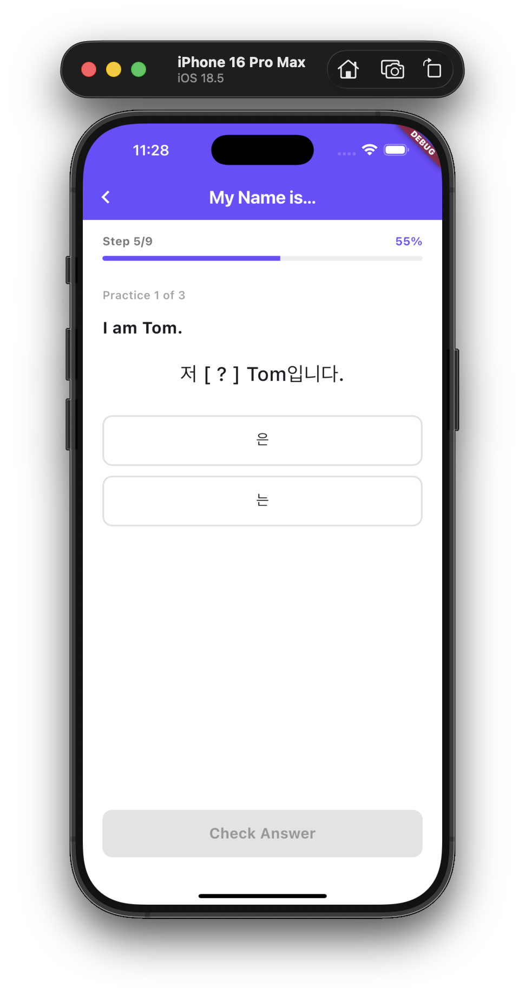 iPhone 16 Pro Max
iOS 18.5
11:28
DEBUG
My Name is...
Step 5/9
55%
Practice 1 of 3
I am Tom.
저 [ ? ] Tom입니다.
은
는
Check Answer